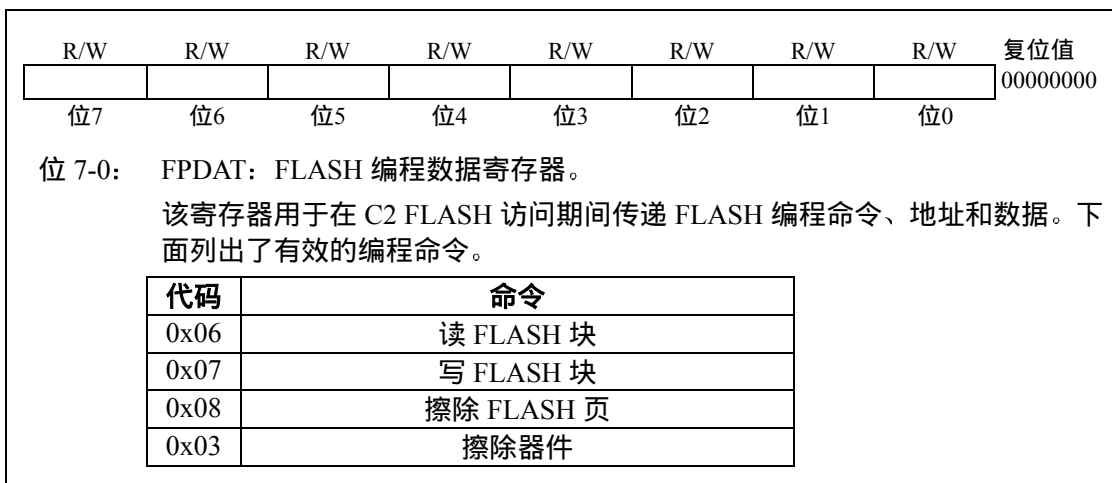 R/W R/W R/W R/W R/W R/W R/W R/W 复位值
00000000
位7 位6 位5 位4 位3 位2 位1 位0
位 7-0： FPDAT：FLASH 编程数据寄存器。
该寄存器用于在 C2 FLASH 访问期间传递 FLASH 编程命令、地址和数据。下
面列出了有效的编程命令。
代码 命令
0x06 读 FLASH 块
0x07 写 FLASH 块
0x08 擦除 FLASH 页
0x03 擦除器件